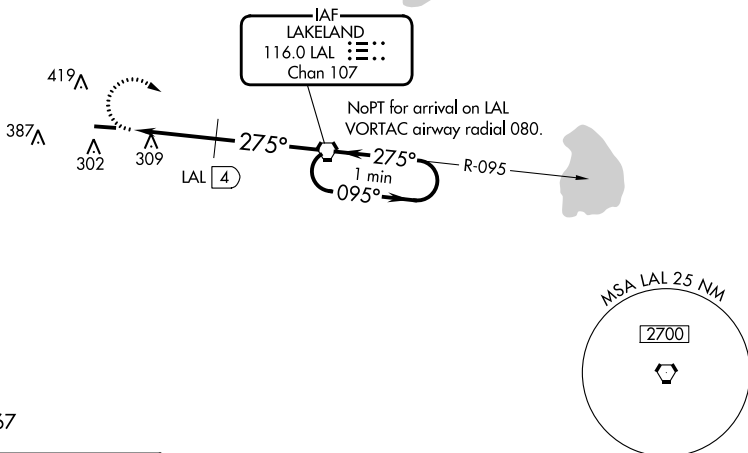 IAF
LAKELAND
116.0 LAL
Chan 107
419
387
302
309
NoPT for arrival on LAL
VORTAC airway radial 080.
275°
275°
R-095
LAL 4
1 min
095°
MSA LAL 25 NM
2700